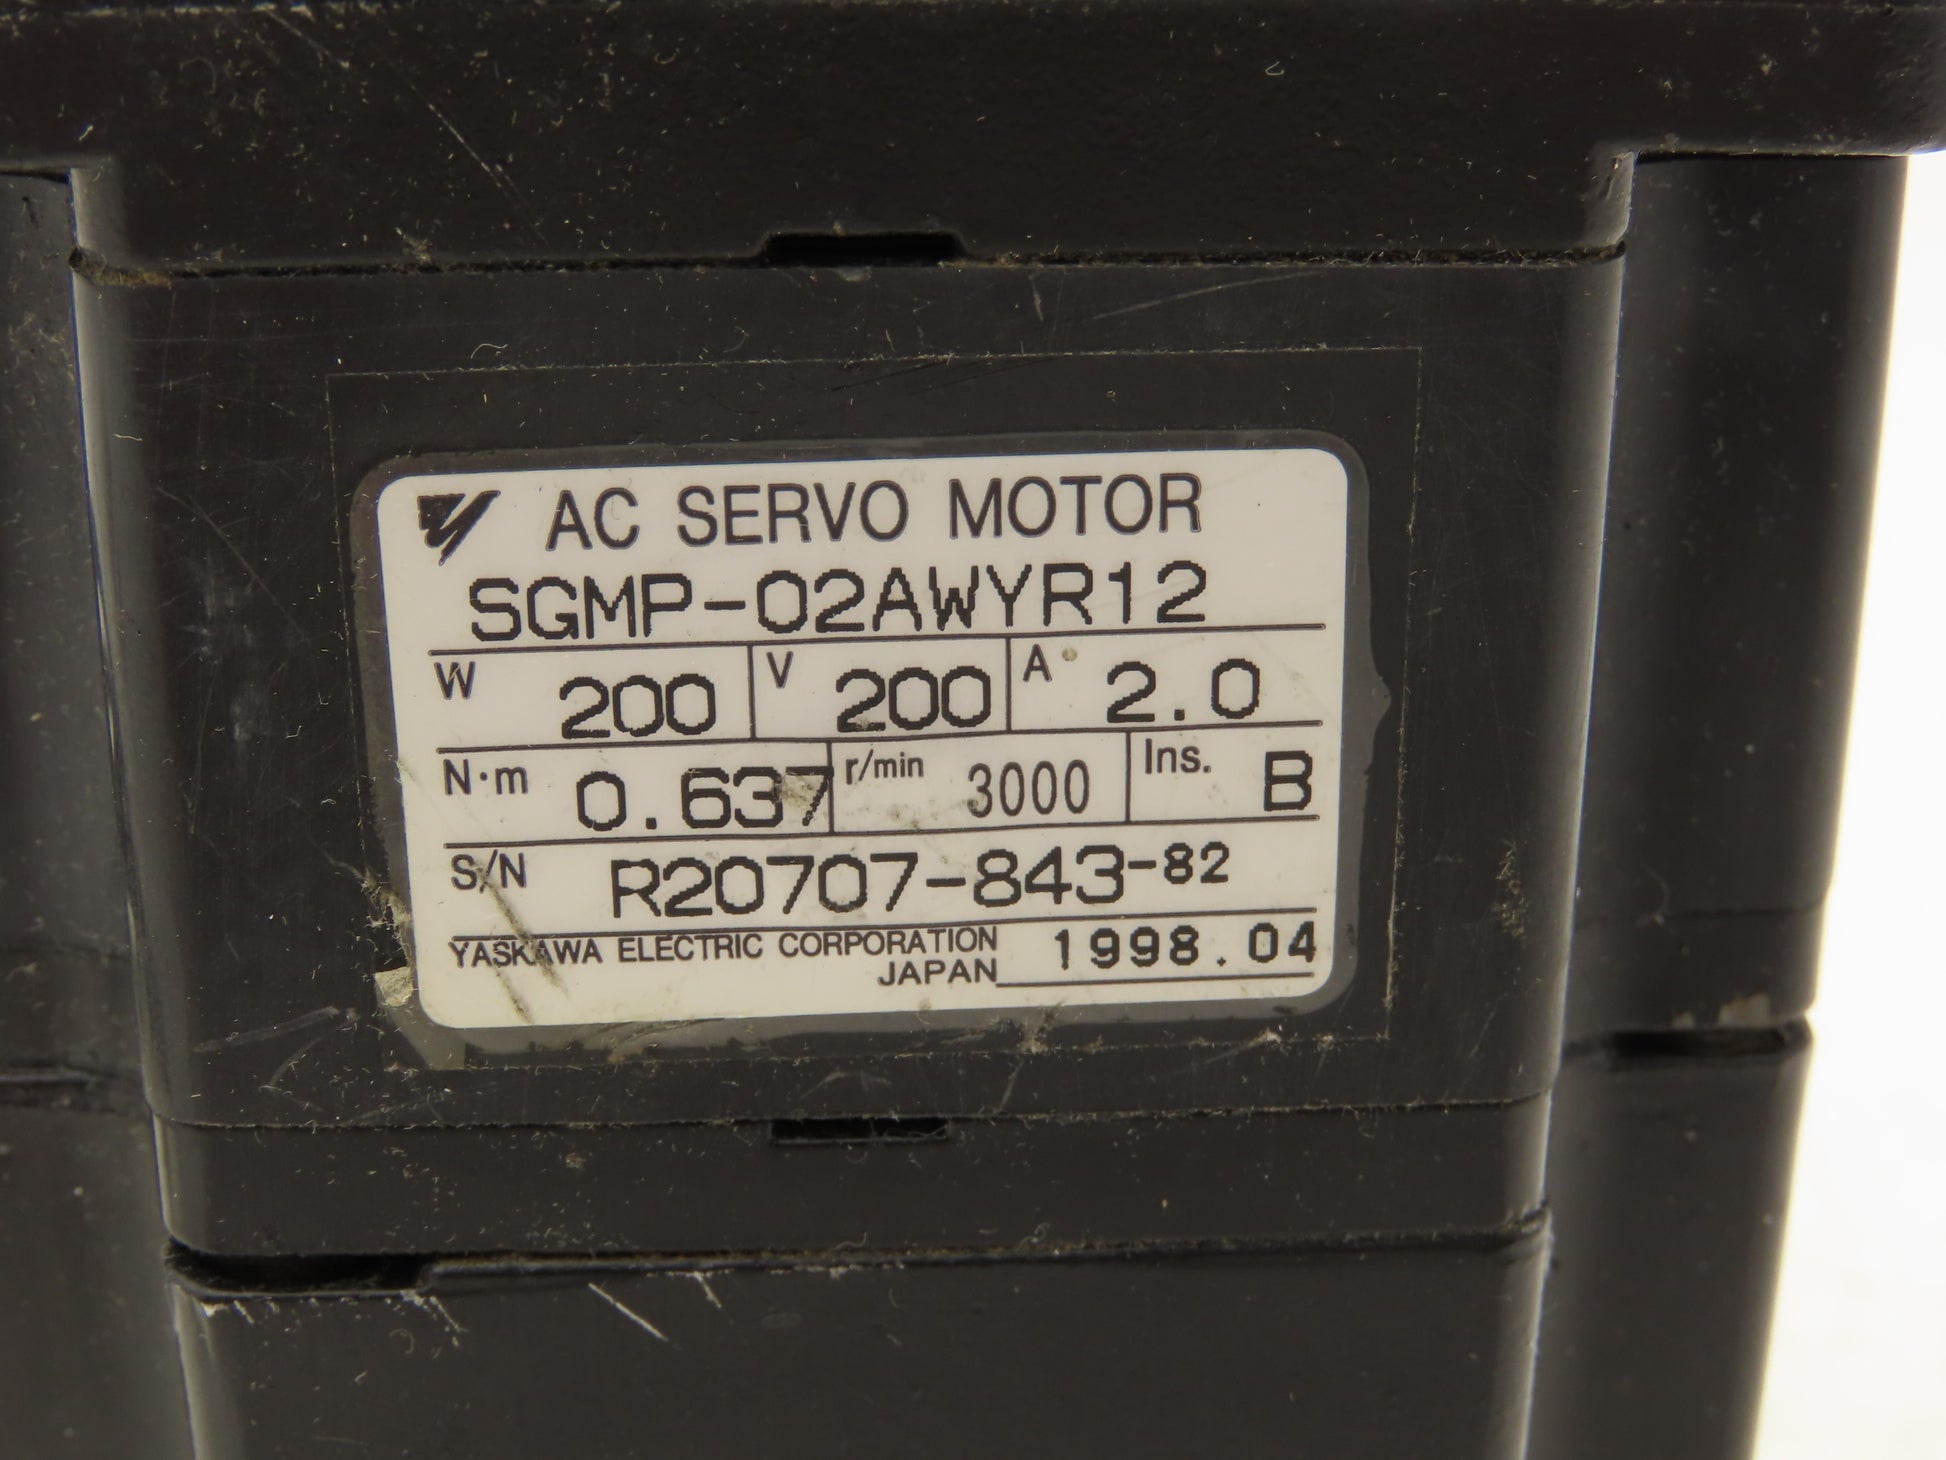 AC SERVO MOTOR
SGMP-02AWYR12
W 200 V 200 A 2.0
N·m 0.637 r/min 3000 Ins. B
S/N R20707-843-82
YASKAWA ELECTRIC CORPORATION 1998.04
JAPAN